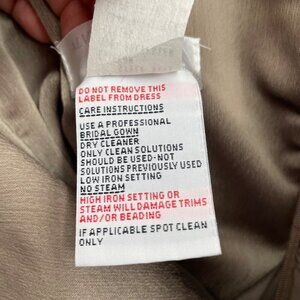 DO NOT REMOVE THIS
LABEL FROM DRESS
CARE INSTRUCTIONS
USE A PROFESSIONAL
BRIDAL GOWN
DRY CLEANER
ONLY CLEAN SOLUTIONS
SHOULD BE USED-NOT
SOLUTIONS PREVIOUSLY USED
LOW IRON SETTING
NO STEAM
HIGH IRON SETTING OR
STEAM WILL DAMAGE TRIMS
AND/OR BEADING
IF APPLICABLE SPOT CLEAN
ONLY